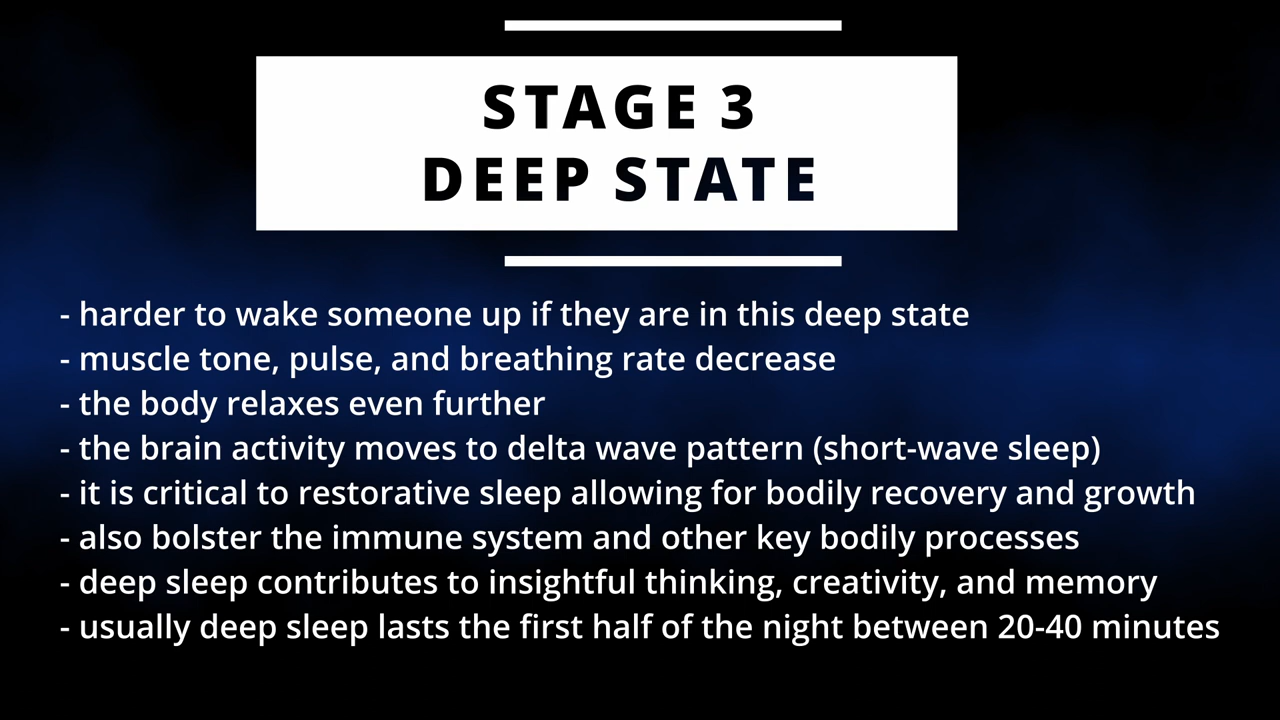 STAGE 3
DEEP STATE
- harder to wake someone up if they are in this deep state
- muscle tone, pulse, and breathing rate decrease
- the body relaxes even further
- the brain activity moves to delta wave pattern (short-wave sleep)
- it is critical to restorative sleep allowing for bodily recovery and growth
- also bolster the immune system and other key bodily processes
- deep sleep contributes to insightful thinking, creativity, and memory
- usually deep sleep lasts the first half of the night between 20-40 minutes